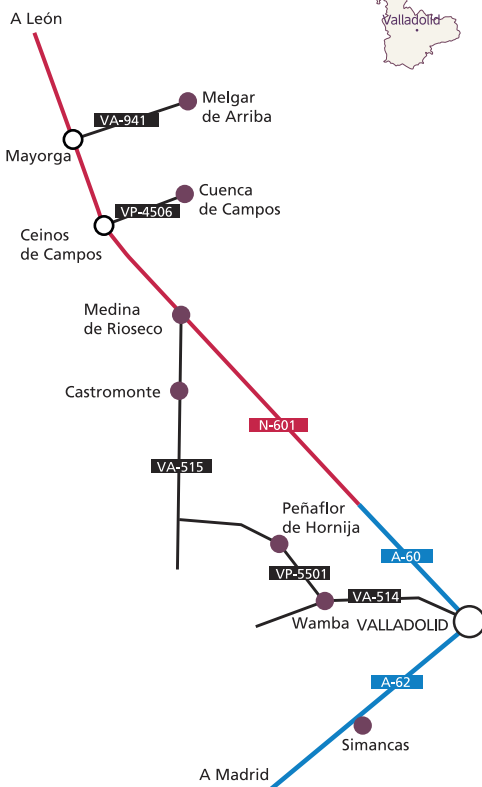 A León
Valladolid
Melgar
de Arriba
VA-941
Mayorga
Cuenca
de Campos
VP-4506
Ceinos
de Campos
Medina
de Rioseco
Castromonte
N-601
VA-515
Peñaflor
de Hornija
A-60
VP-5501
VA-514
Wamba
VALLADOLID
A-62
Simancas
A Madrid